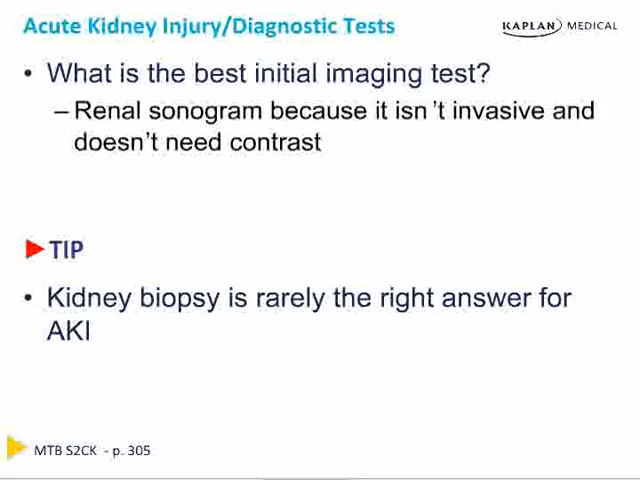 Acute Kidney Injury/Diagnostic Tests
KAPLAN MEDICAL
• What is the best initial imaging test?
– Renal sonogram because it isn't invasive and
doesn't need contrast
TIP
• Kidney biopsy is rarely the right answer for
AKI
MTB S2CK - p. 305